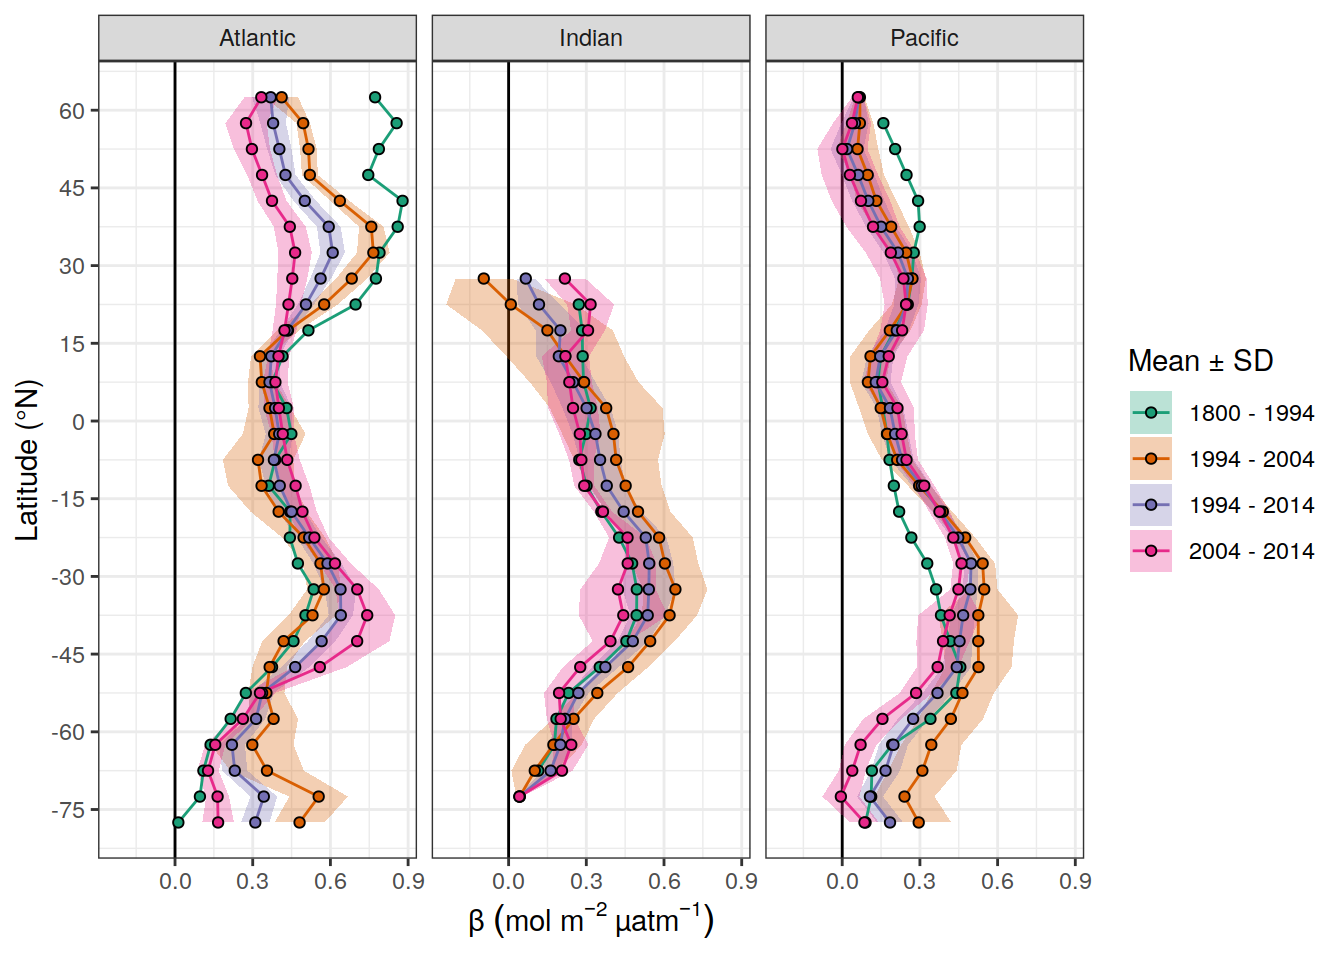 Atlantic Indian Pacific
60
45
30
15
0
-15
-30
-45
-60
-75
Latitude (°N)
0.0 0.3 0.6 0.9 0.0 0.3 0.6 0.9 0.0 0.3 0.6 0.9
β (mol m⁻² µatm⁻¹)
Mean ± SD
1800 - 1994
1994 - 2004
1994 - 2014
2004 - 2014